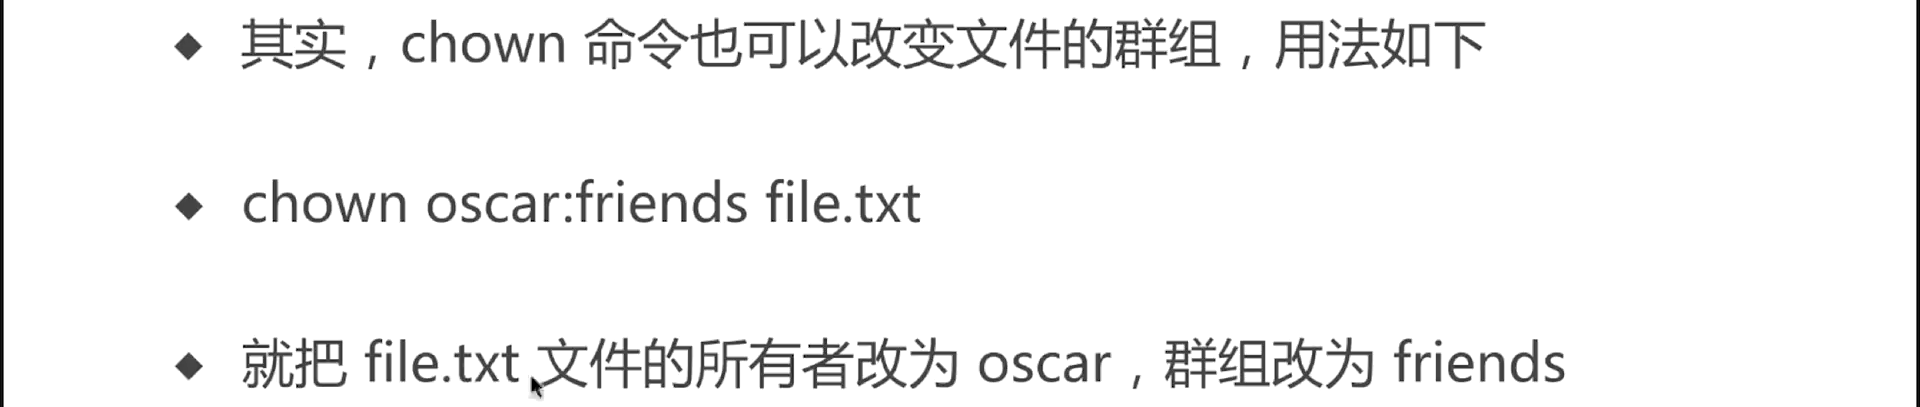 ◆ 其实，chown 命令也可以改变文件的群组，用法如下
◆ chown oscar:friends file.txt
◆ 就把 file.txt 文件的所有者改为 oscar，群组改为 friends